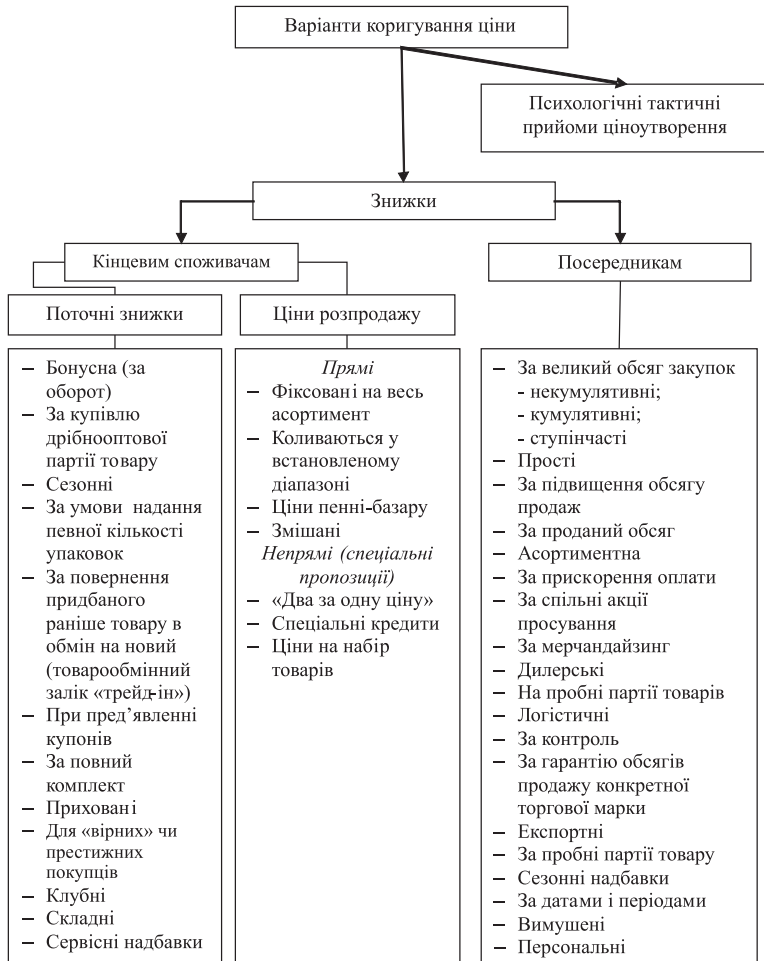 Варіанти коригування ціни
Психологічні тактичні
прийоми ціноутворення
Знижки
Кінцевим споживачам
Посередникам
Поточні знижки
Ціни розпродажу
– Бонусна (за
оборот)
– За купівлю
дрібнооптової
партії товару
– Сезонні
– За умови надання
певної кількості
упаковок
– За повернення
придбаного
раніше товару в
обмін на новий
(товарообмінний
залік «трейд-ін»)
– При пред’явленні
купонів
– За повний
комплект
– Приховані
– Для «вірних» чи
престижних
покупців
– Клубні
– Складні
– Сервісні надбавки
Прямі
– Фіксовані на весь
асортимент
– Коливаються у
встановленому
діапазоні
– Ціни пенні-базару
– Змішані
Непрямі (спеціальні
пропозиції)
– «Два за одну ціну»
– Спеціальні кредити
– Ціни на набір
товарів
– За великий обсяг закупок
- некумулятивні;
- кумулятивні;
- ступінчасті
– Прості
– За підвищення обсягу
продаж
– За проданий обсяг
– Асортиментна
– За прискорення оплати
– За спільні акції
просування
– За мерчандайзинг
– Дилерські
– На пробні партії товарів
– Логістичні
– За контроль
– За гарантію обсягів
продажу конкретної
торгової марки
– Експортні
– За пробні партії товару
– Сезонні надбавки
– За датами і періодами
– Вимушені
– Персональні